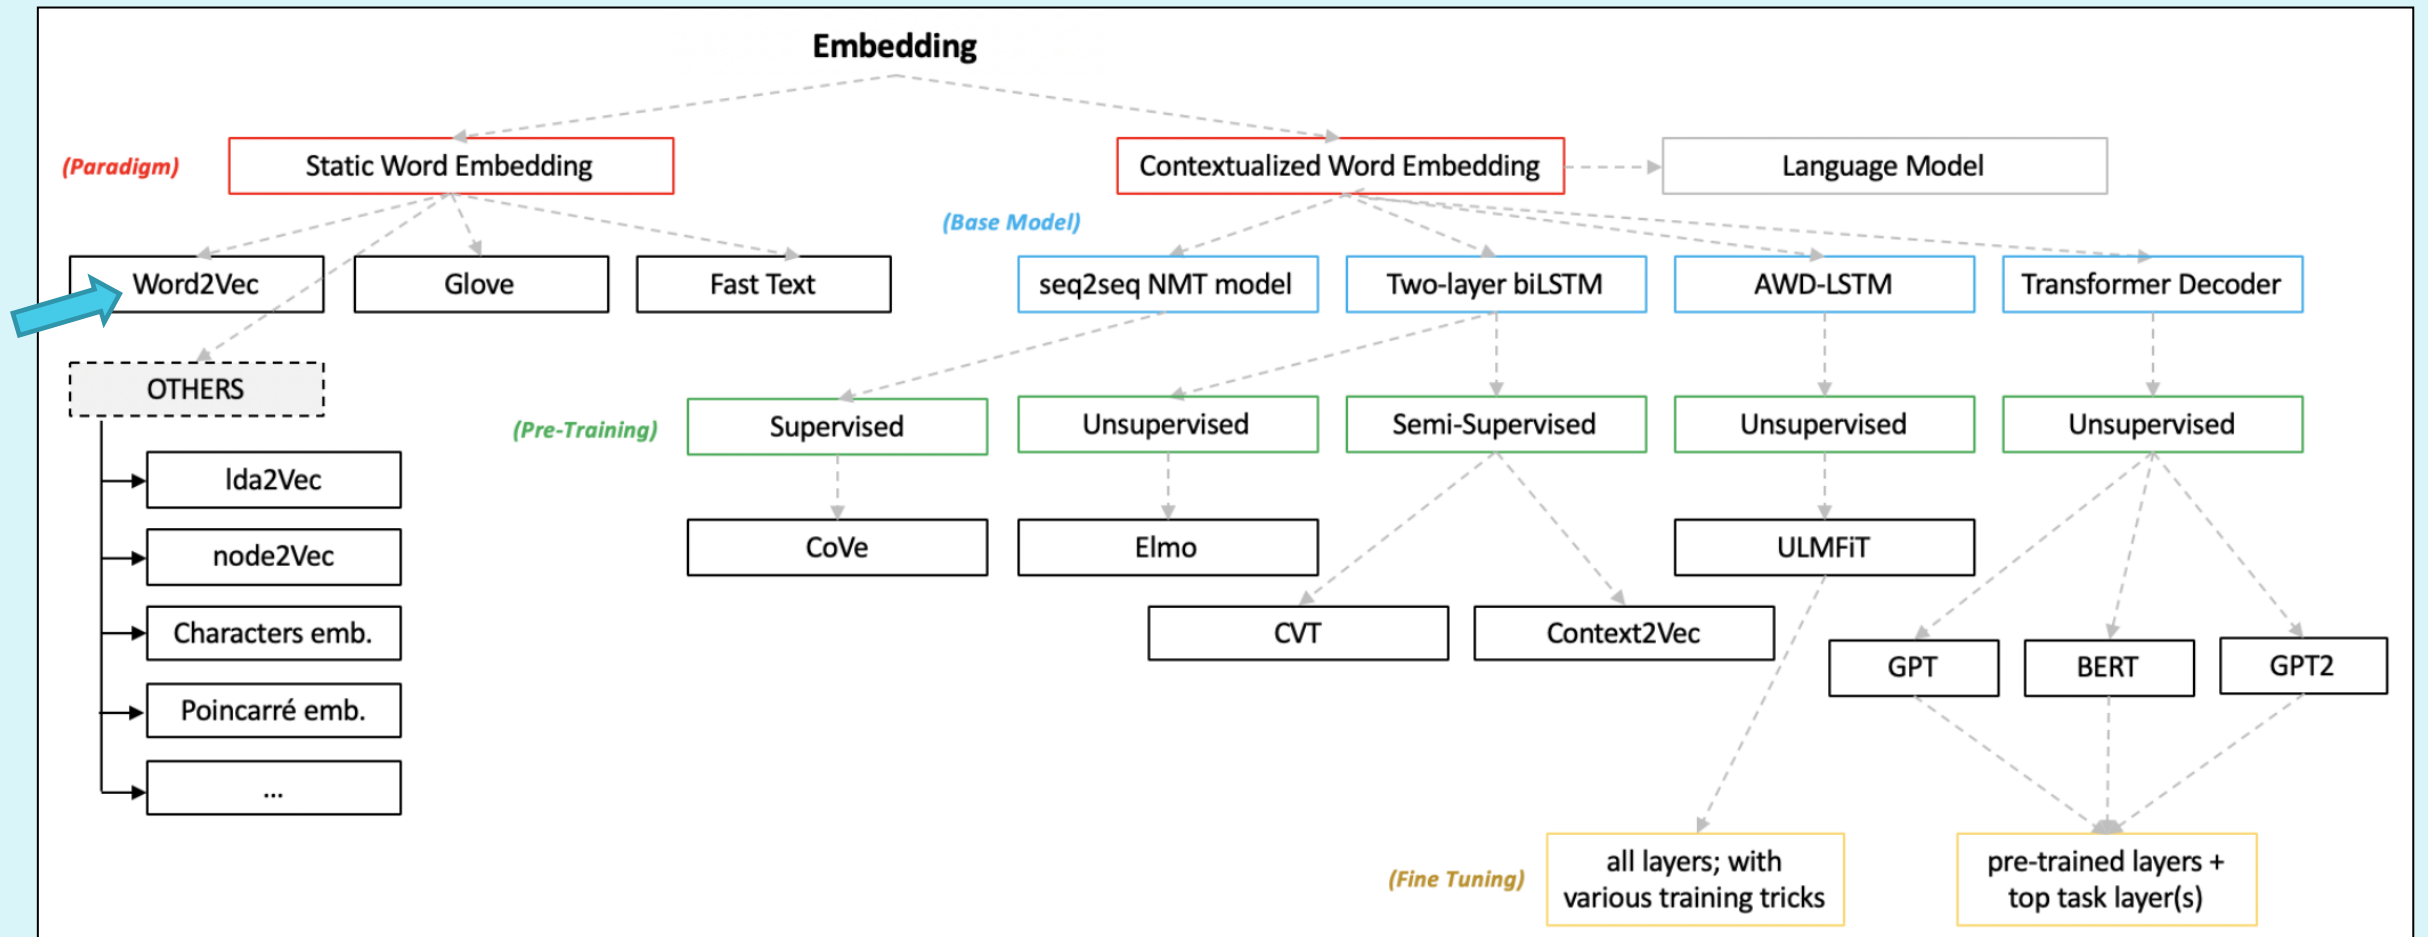 Embedding
(Paradigm)
Static Word Embedding
Contextualized Word Embedding
Language Model
(Base Model)
Word2Vec
Glove
Fast Text
seq2seq NMT model
Two-layer biLSTM
AWD-LSTM
Transformer Decoder
OTHERS
(Pre-Training)
Supervised
Unsupervised
Semi-Supervised
Unsupervised
Unsupervised
lda2Vec
node2Vec
Characters emb.
Poincarré emb.
...
CoVe
Elmo
ULMFiT
CVT
Context2Vec
GPT
BERT
GPT2
(Fine Tuning)
all layers; with
various training tricks
pre-trained layers +
top task layer(s)